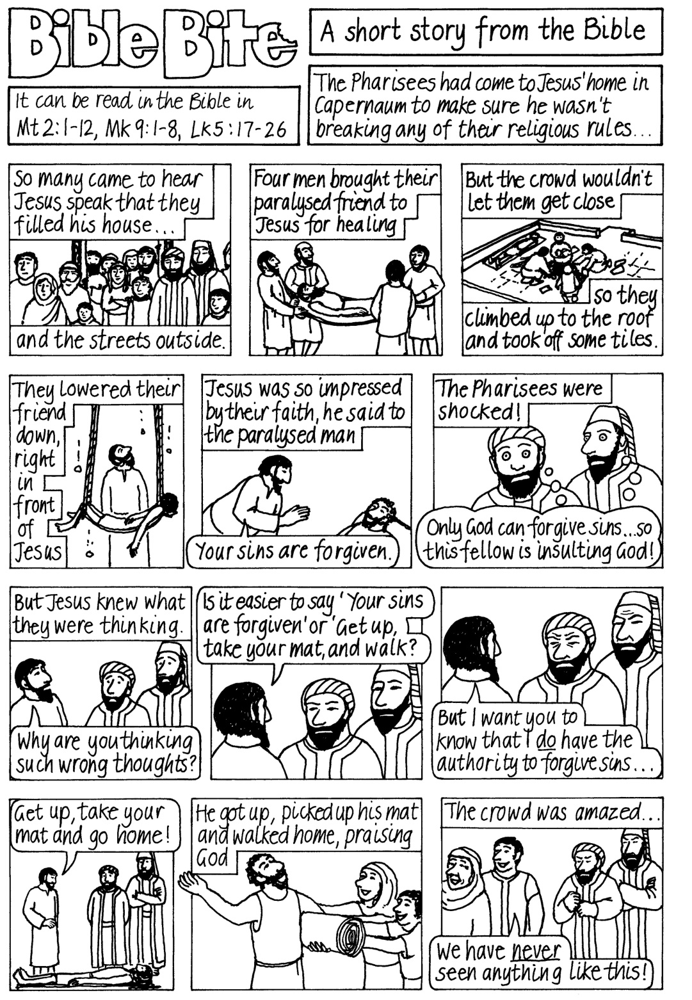 Bible Bite
A short story from the Bible
It can be read in the Bible in
Mt 2:1-12, Mk 9:1-8, Lk 5:17-26
The Pharisees had come to Jesus' home in
Capernaum to make sure he wasn't
breaking any of their religious rules...
So many came to hear
Jesus speak that they
filled his house...
and the streets outside.
Four men brought their
paralysed friend to
Jesus for healing
But the crowd wouldn't
let them get close
so they
climbed up to the roof
and took off some tiles.
They lowered their
friend
down,
right
in
front
of
Jesus
Jesus was so impressed
by their faith, he said to
the paralysed man
Your sins are forgiven.
The Pharisees were
shocked!
Only God can forgive sins...so
this fellow is insulting God!
But Jesus knew what
they were thinking.
Why are you thinking
such wrong thoughts?
Is it easier to say 'Your sins
are forgiven' or 'Get up,
take your mat, and walk?
But I want you to
know that I do have the
authority to forgive sins...
Get up, take your
mat and go home!
He got up, picked up his mat
and walked home, praising
God
The crowd was amazed...
We have never
seen anything like this!